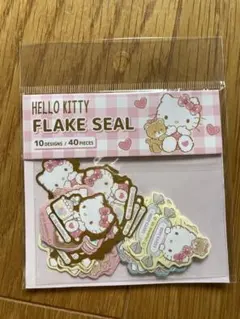 HELLO KITTY
FLAKE SEAL
10 DESIGNS / 40 PIECES